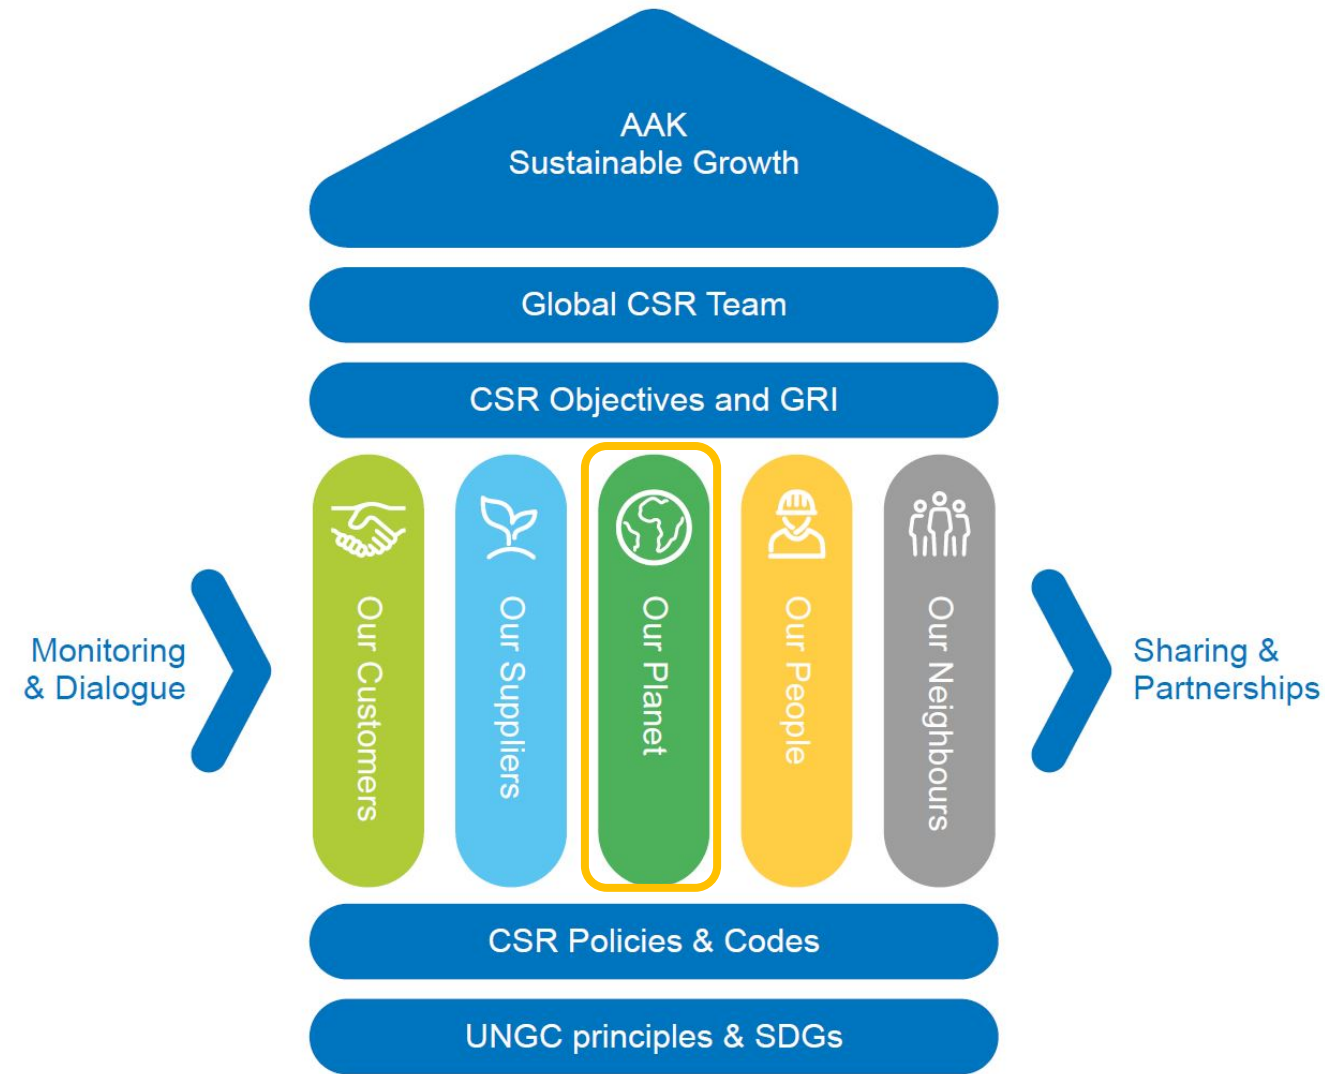 AAK
Sustainable Growth
Global CSR Team
CSR Objectives and GRI
Monitoring
& Dialogue
Our Customers
Our Suppliers
Our Planet
Our People
Our Neighbours
Sharing &
Partnerships
CSR Policies & Codes
UNGC principles & SDGs